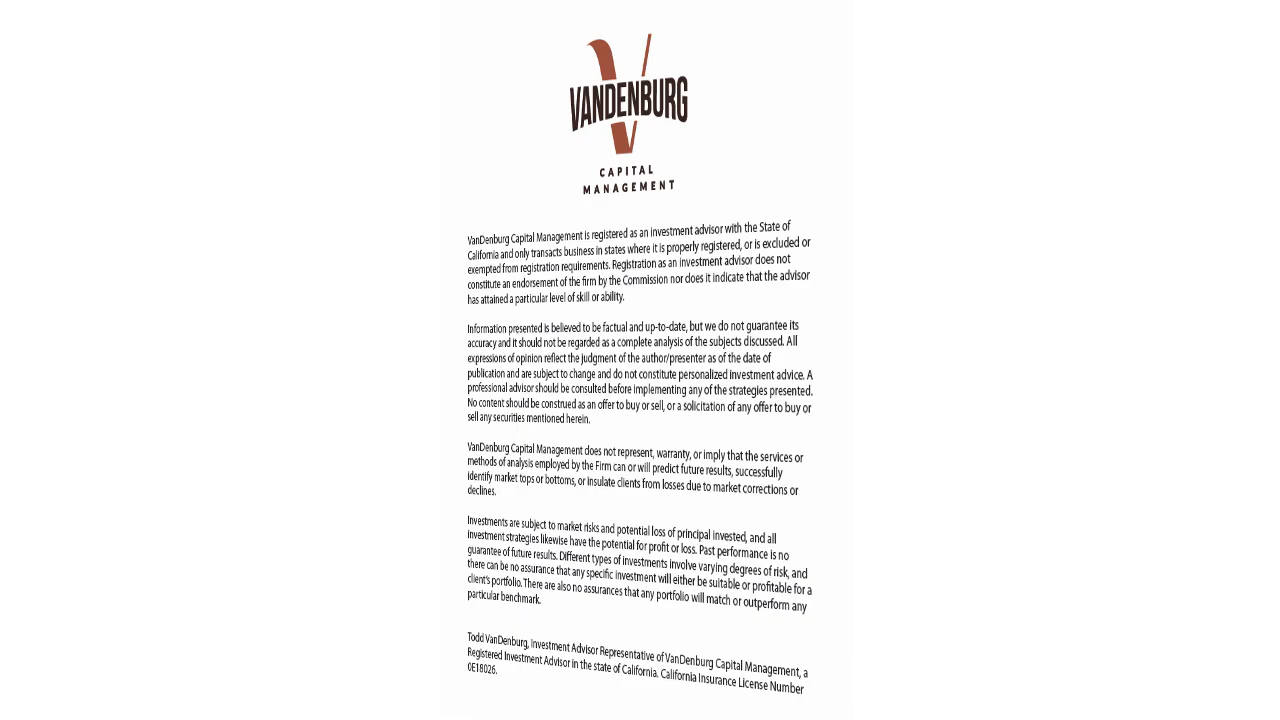 VANDENBURG
CAPITAL
MANAGEMENT
VanDenburg Capital Management is registered as an investment advisor with the State of
California and only transacts business in states where it is properly registered, or is excluded or
exempted from registration requirements. Registration as an investment advisor does not
constitute an endorsement of the firm by the Commission nor does it indicate that the advisor
has attained a particular level of skill or ability.
Information presented is believed to be factual and up-to-date, but we do not guarantee its
accuracy and it should not be regarded as a complete analysis of the subjects discussed. All
expressions of opinion reflect the judgment of the author/presenter as of the date of
publication and are subject to change and do not constitute personalized investment advice. A
professional advisor should be consulted before implementing any of the strategies presented.
No content should be construed as an offer to buy or sell, or a solicitation of any offer to buy or
sell any securities mentioned herein.
VanDenburg Capital Management does not represent, warranty, or imply that the services or
methods of analysis employed by the Firm can or will predict future results, successfully
identify market tops or bottoms, or insulate clients from losses due to market corrections or
declines.
Investments are subject to market risks and potential loss of principal invested, and all
investment strategies likewise have the potential for profit or loss. Past performance is no
guarantee of future results. Different types of investments involve varying degrees of risk, and
there can be no assurance that any specific investment will either be suitable or profitable for a
client's portfolio. There are also no assurances that any portfolio will match or outperform any
particular benchmark.
Todd VanDenburg, Investment Advisor Representative of VanDenburg Capital Management, a
Registered Investment Advisor in the state of California. California Insurance License Number
0E18026.